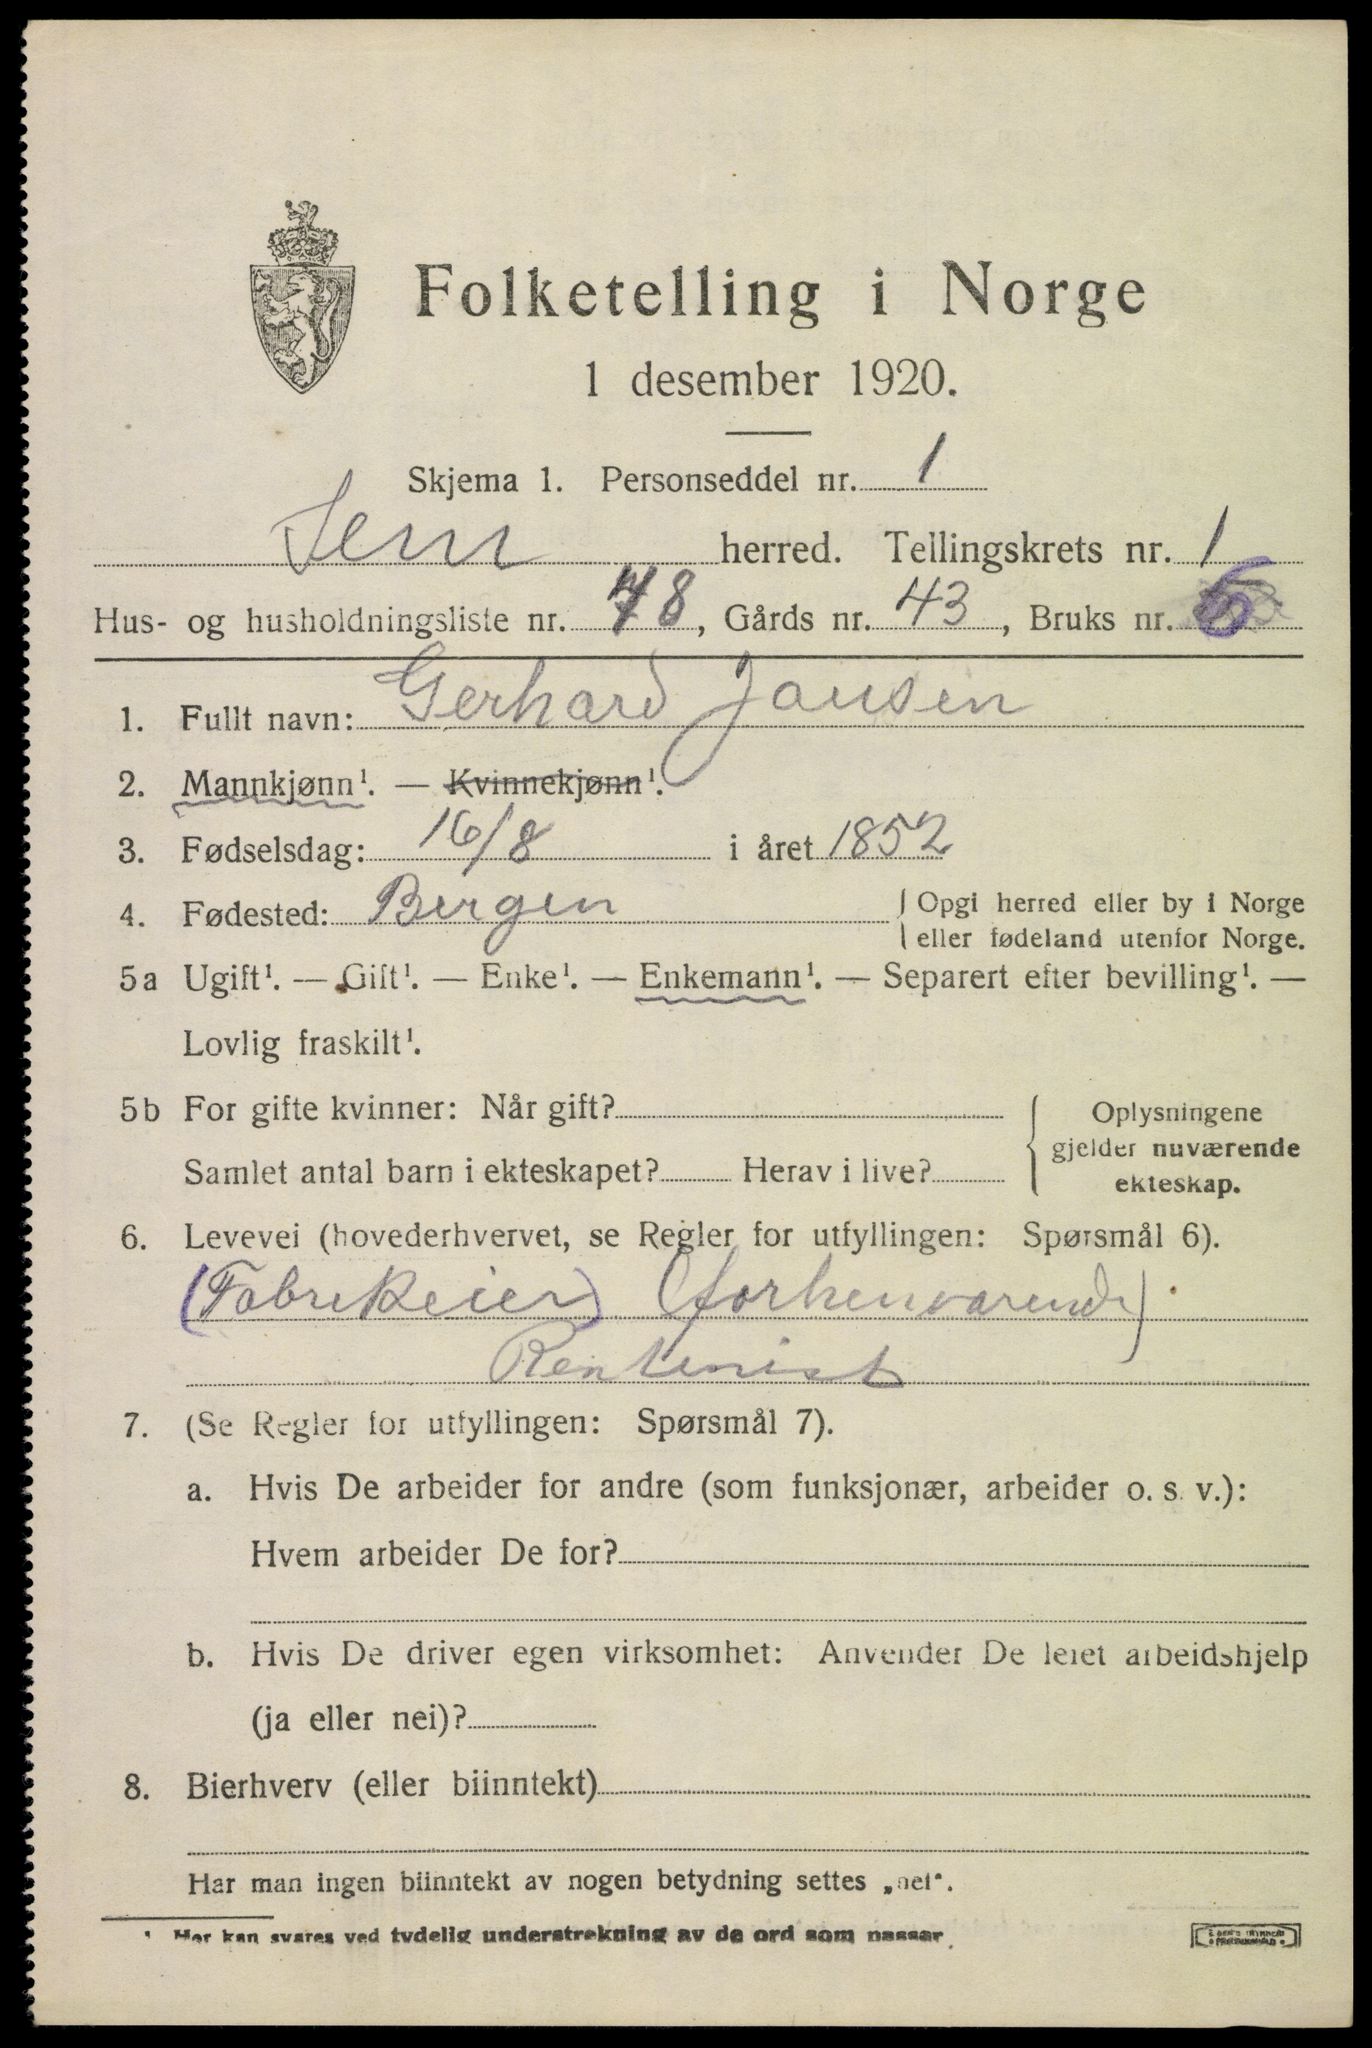 Folketelling i Norge
1 desember 1920.
Skjema 1. Personseddel nr. 1
Sem herred. Tellingskrets nr. 1
Hus- og husholdningsliste nr. 78, Gårds nr. 43, Bruks nr. 6
1. Fullt navn: Gerhard Jansen
2. Mannkjønn¹. — Kvinnekjønn¹.
3. Fødselsdag: 16/8 i året 1852
4. Fødested: Bergen { Opgi herred eller by i Norge
{ eller fødeland utenfor Norge.
5a Ugift¹. — Gift¹. — Enke¹. — Enkemann¹. — Separert efter bevilling¹. —
Lovlig fraskilt¹.
5b For gifte kvinner: Når gift? { Oplysningene
gjelder nuværende
Samlet antal barn i ekteskapet? Herav i live?
ekteskap.
6. Levevei (hovederhvervet, se Regler for utfyllingen: Spørsmål 6).
(Fabrikeier) (forhenværende)
Rentenist
7. (Se Regler for utfyllingen: Spørsmål 7).
a. Hvis De arbeider for andre (som funksjonær, arbeider o. s. v.):
Hvem arbeider De for?
b. Hvis De driver egen virksomhet: Anvender De leiet arbeidshjelp
(ja eller nei)?
8. Bierhverv (eller biinntekt)
Har man ingen biinntekt av nogen betydning settes „nei“.
¹ Her kan svares ved tydelig understrekning av de ord som passer.